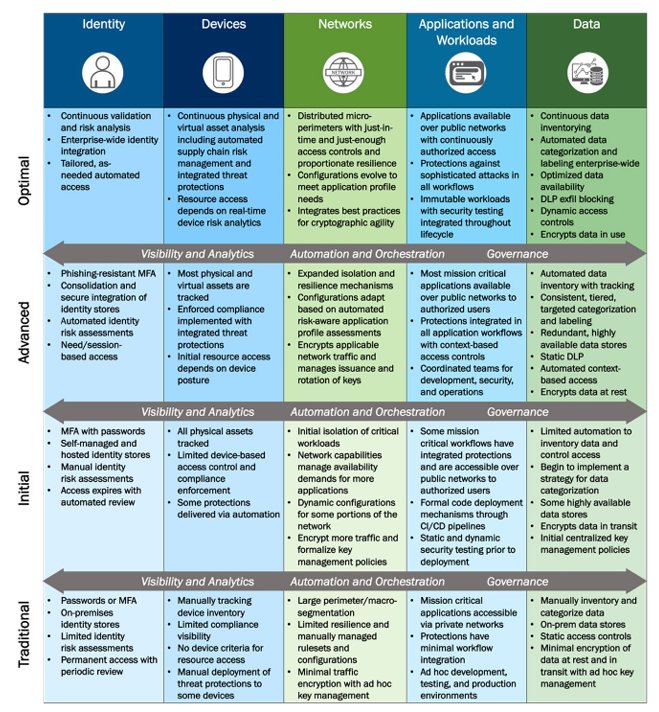 Identity
Devices
Networks
Applications and
Workloads
Data
NETWORK
Optimal
• Continuous validation
and risk analysis
• Enterprise-wide identity
integration
• Tailored, as-
needed automated
access
• Continuous physical and
virtual asset analysis
including automated
supply chain risk
management and
integrated threat
protections
• Resource access
depends on real-time
device risk analytics
• Distributed micro-
perimeters with just-in-
time and just-enough
access controls and
proportionate resilience
• Configurations evolve to
meet application profile
needs
• Integrates best practices
for cryptographic agility
• Applications available
over public networks
with continuously
authorized access
• Protections against
sophisticated attacks in
all workflows
• Immutable workloads
with security testing
integrated throughout
lifecycle
• Continuous data
inventorying
• Automated data
categorization and
labeling enterprise-wide
• Optimized data
availability
• DLP exfil blocking
• Dynamic access
controls
• Encrypts data in use
Visibility and Analytics
Automation and Orchestration
Governance
Advanced
• Phishing-resistant MFA
• Consolidation and
secure integration of
identity stores
• Automated identity
risk assessments
• Need/session-
based access
• Most physical and
virtual assets are
tracked
• Enforced compliance
implemented with
integrated threat
protections
• Initial resource access
depends on device
posture
• Expanded isolation and
resilience mechanisms
• Configurations adapt
based on automated
risk-aware application
profile assessments
• Encrypts applicable
network traffic and
manages issuance and
rotation of keys
• Most mission critical
applications available
over public networks to
authorized users
• Protections integrated in
all application workflows
with context-based
access controls
• Coordinated teams for
development, security,
and operations
• Automated data
inventory with tracking
• Consistent, tiered,
targeted categorization
and labeling
• Redundant, highly
available data stores
• Static DLP
• Automated context-
based access
• Encrypts data at rest
Visibility and Analytics
Automation and Orchestration
Governance
Initial
• MFA with passwords
• Self-managed and
hosted identity stores
• Manual identity
risk assessments
• Access expires with
automated review
• All physical assets
tracked
• Limited device-based
access control and
compliance
enforcement
• Some protections
delivered via automation
• Initial isolation of critical
workloads
• Network capabilities
manage availability
demands for more
applications
• Dynamic configurations
for some portions of the
network
• Encrypt more traffic and
formalize key
management policies
• Some mission
critical workflows have
integrated protections
and are accessible over
public networks to
authorized users
• Formal code deployment
mechanisms through
CI/CD pipelines
• Static and dynamic
security testing prior to
deployment
• Limited automation to
inventory data and
control access
• Begin to implement a
strategy for data
categorization
• Some highly available
data stores
• Encrypts data in transit
• Initial centralized key
management policies
Visibility and Analytics
Automation and Orchestration
Governance
Traditional
• Passwords or MFA
• On-premises
identity stores
• Limited identity
risk assessments
• Permanent access with
periodic review
• Manually tracking
device inventory
• Limited compliance
visibility
• No device criteria for
resource access
• Manual deployment of
threat protections to
some devices
• Large perimeter/macro-
segmentation
• Limited resilience and
manually managed
rulesets and
configurations
• Minimal traffic
encryption with ad hoc
key management
• Mission critical
applications accessible
via private networks
• Protections have
minimal workflow
integration
• Ad hoc development,
testing, and production
environments
• Manually inventory and
categorize data
• On-prem data stores
• Static access controls
• Minimal encryption of
data at rest and in
transit with ad hoc key
management